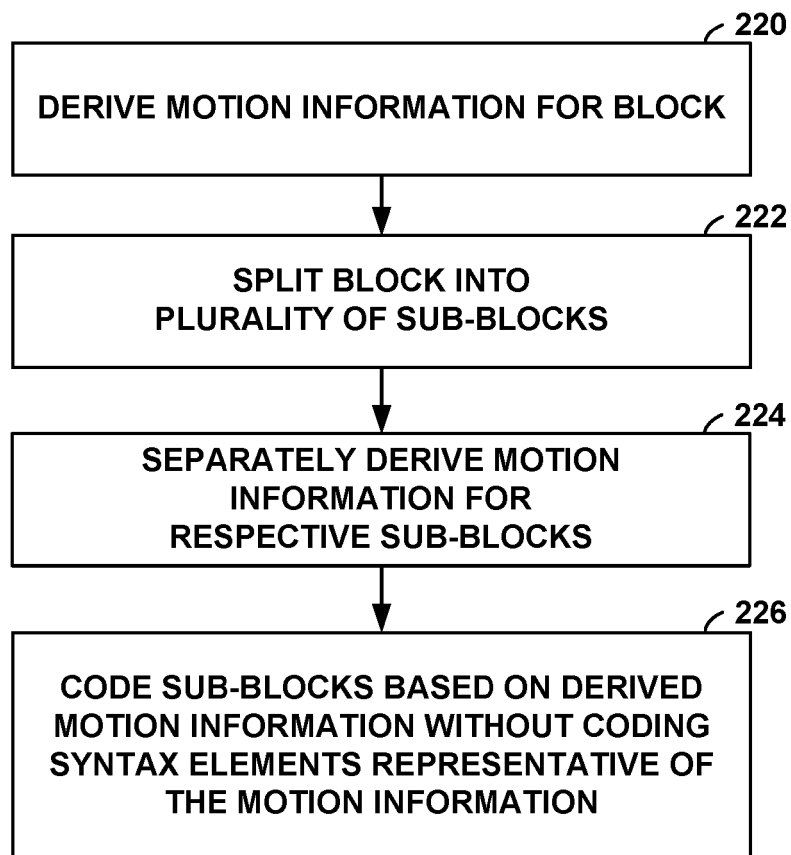 220
DERIVE MOTION INFORMATION FOR BLOCK
222
SPLIT BLOCK INTO
PLURALITY OF SUB-BLOCKS
224
SEPARATELY DERIVE MOTION
INFORMATION FOR
RESPECTIVE SUB-BLOCKS
226
CODE SUB-BLOCKS BASED ON DERIVED
MOTION INFORMATION WITHOUT CODING
SYNTAX ELEMENTS REPRESENTATIVE OF
THE MOTION INFORMATION